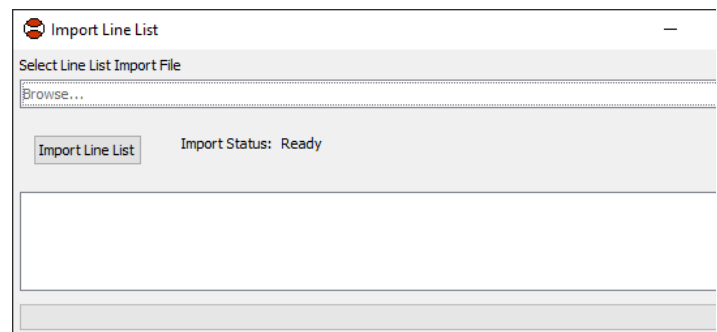 Import Line List
Select Line List Import File
Browse...
Import Line List
Import Status: Ready